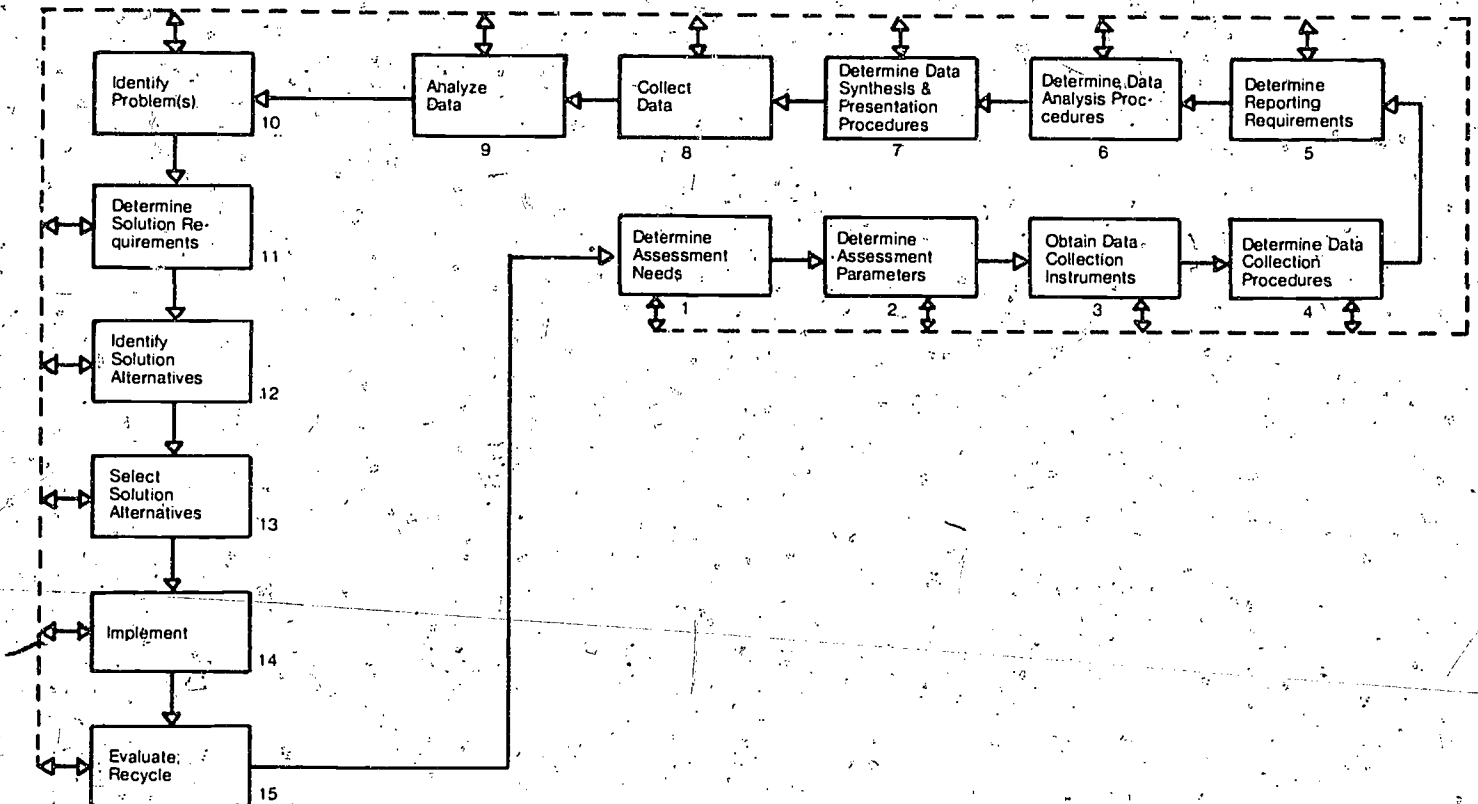 Identify
Problem(s)
10
Analyze
Data
9
Collect
Data
8
Determine Data
Synthesis &
Presentation
Procedures
7
Determine Data
Analysis Proc-
cedures
6
Determine
Reporting
Requirements
5
Determine
Solution Re-
quirements
11
Determine
Assessment
Needs
1
Determine
Assessment
Parameters
2
Obtain Data
Collection
Instruments
3
Determine Data
Collection
Procedures
4
Identify
Solution
Alternatives
12
Select
Solution
Alternatives
13
Implement
14
Evaluate;
Recycle
15